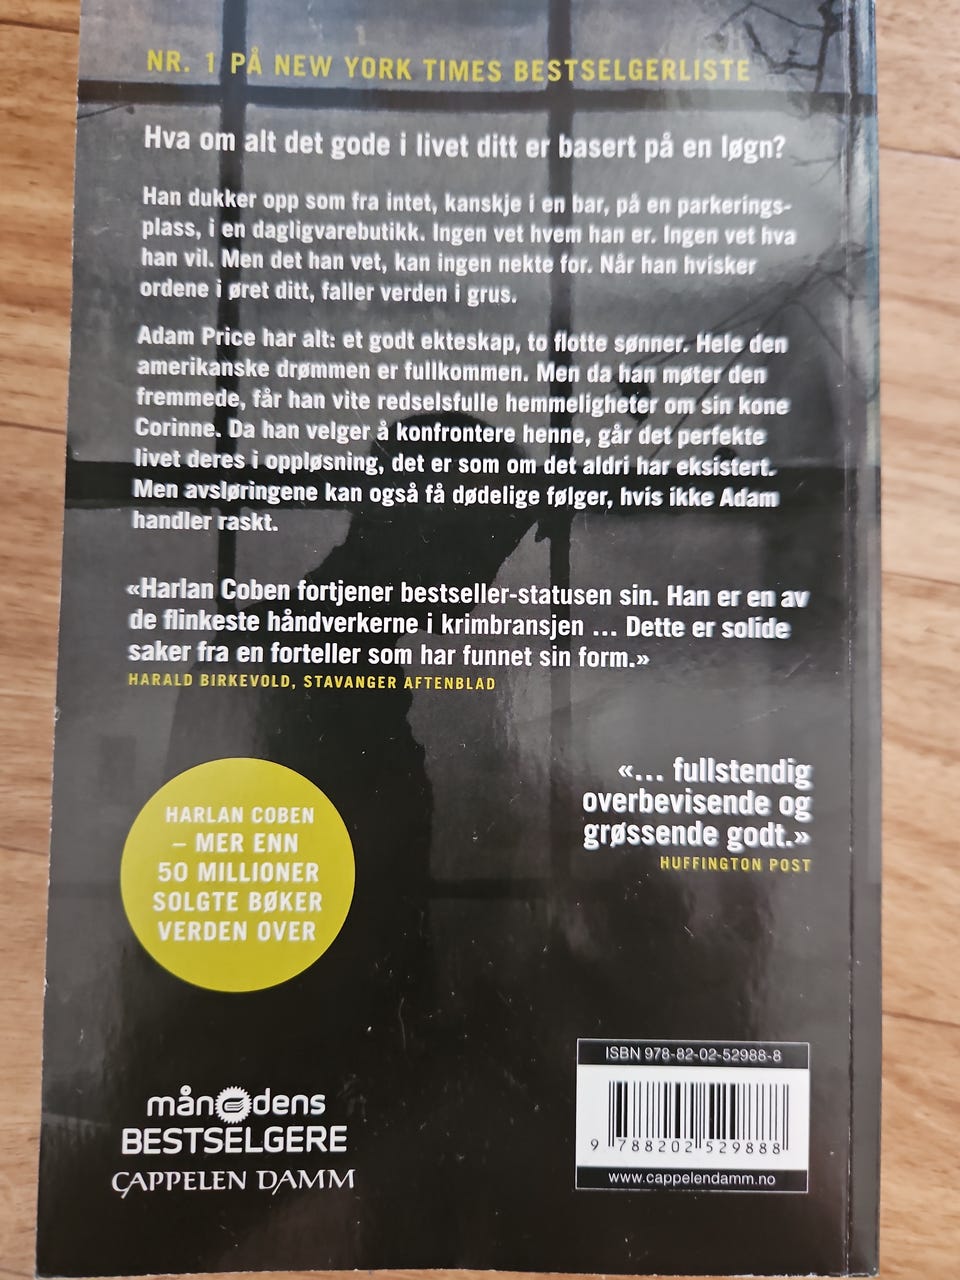 NR. 1 PÅ NEW YORK TIMES BESTSELGERLISTE
Hva om alt det gode i livet ditt er basert på en løgn?
Han dukker opp som fra intet, kanskje i en bar, på en parkerings-
plass, i en dagligvarebutikk. Ingen vet hvem han er. Ingen vet hva
han vil. Men det han vet, kan ingen nekte for. Når han hvisker
ordene i øret ditt, faller verden i grus.
Adam Price har alt: et godt ekteskap, to flotte sønner. Hele den
amerikanske drømmen er fullkommen. Men da han møter den
fremmede, får han vite redselsfulle hemmeligheter om sin kone
Corinne. Da han velger å konfrontere henne, går det perfekte
livet deres i oppløsning, det er som om det aldri har eksistert.
Men avsløringene kan også få dødelige følger, hvis ikke Adam
handler raskt.
«Harlan Coben fortjener bestseller-statusen sin. Han er en av
de flinkeste håndverkerne i krimbransjen ... Dette er solide
saker fra en forteller som har funnet sin form.»
HARALD BIRKEVOLD, STAVANGER AFTENBLAD
«... fullstendig
overbevisende og
grøssende godt.»
HUFFINGTON POST
HARLAN COBEN
– MER ENN
50 MILLIONER
SOLGTE BØKER
VERDEN OVER
månedens
BESTSELGERE
CAPPELEN DAMM
ISBN 978-82-02-52988-8
9 788202 529888
www.cappelendamm.no